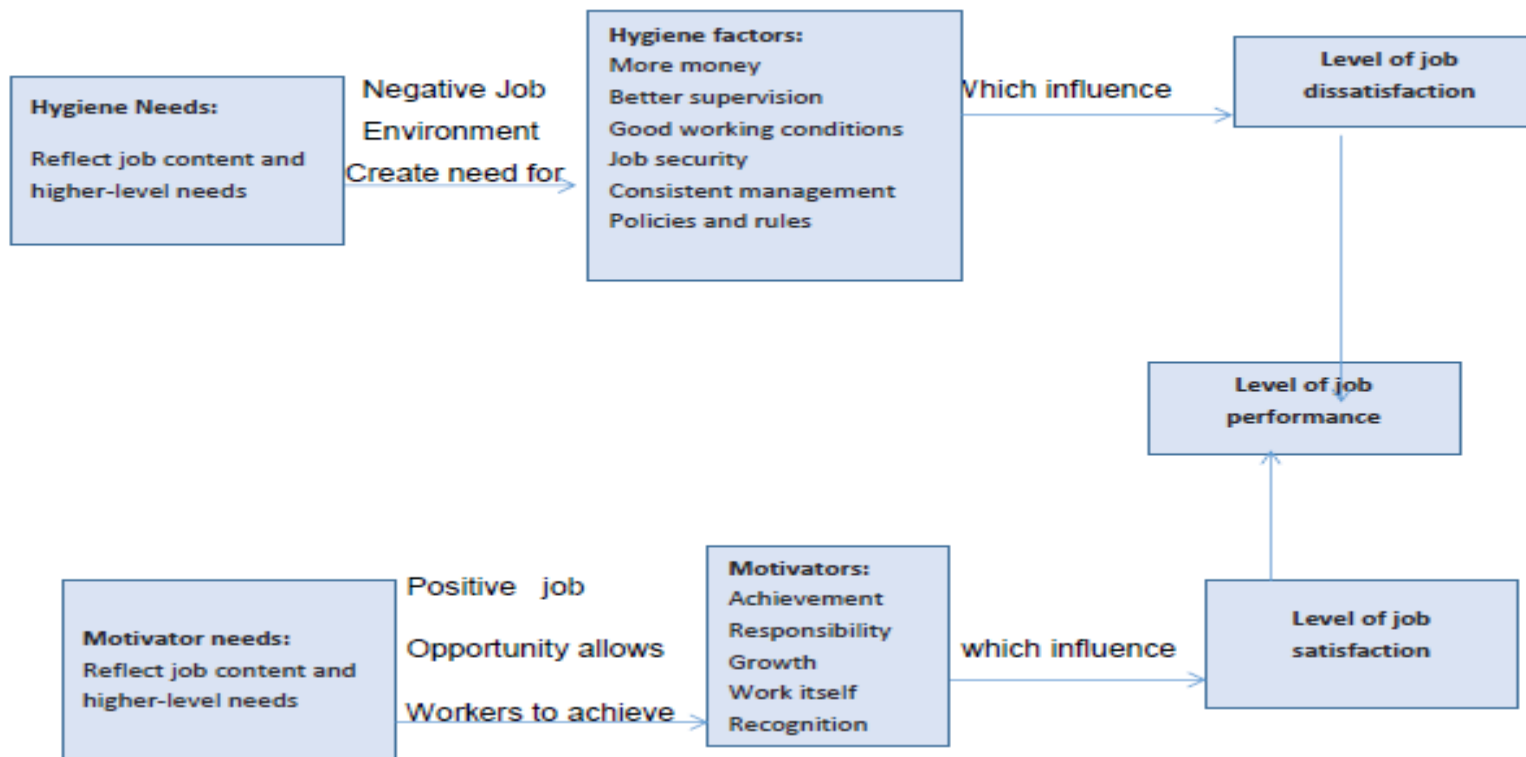 Hygiene Needs:
Reflect job content and
higher-level needs
Negative Job
Environment
Create need for
Hygiene factors:
More money
Better supervision
Good working conditions
Job security
Consistent management
Policies and rules
Which influence
Level of job
dissatisfaction
Level of job
performance
Motivator needs:
Reflect job content and
higher-level needs
Positive job
Opportunity allows
Workers to achieve
Motivators:
Achievement
Responsibility
Growth
Work itself
Recognition
which influence
Level of job
satisfaction